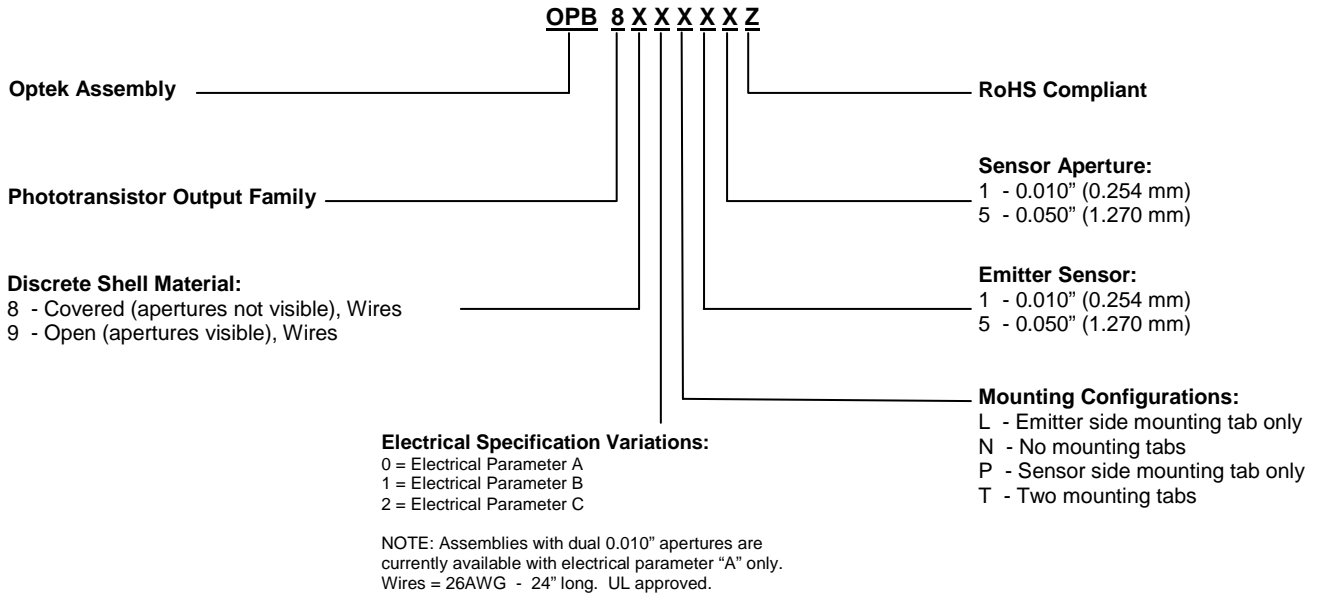 OPB 8 X X X X X Z
Optek Assembly
RoHS Compliant
Phototransistor Output Family
Sensor Aperture:
1 - 0.010” (0.254 mm)
5 - 0.050” (1.270 mm)
Discrete Shell Material:
8 - Covered (apertures not visible), Wires
9 - Open (apertures visible), Wires
Emitter Sensor:
1 - 0.010” (0.254 mm)
5 - 0.050” (1.270 mm)
Mounting Configurations:
L - Emitter side mounting tab only
N - No mounting tabs
P - Sensor side mounting tab only
T - Two mounting tabs
Electrical Specification Variations:
0 = Electrical Parameter A
1 = Electrical Parameter B
2 = Electrical Parameter C
NOTE: Assemblies with dual 0.010” apertures are
currently available with electrical parameter “A” only.
Wires = 26AWG - 24” long. UL approved.